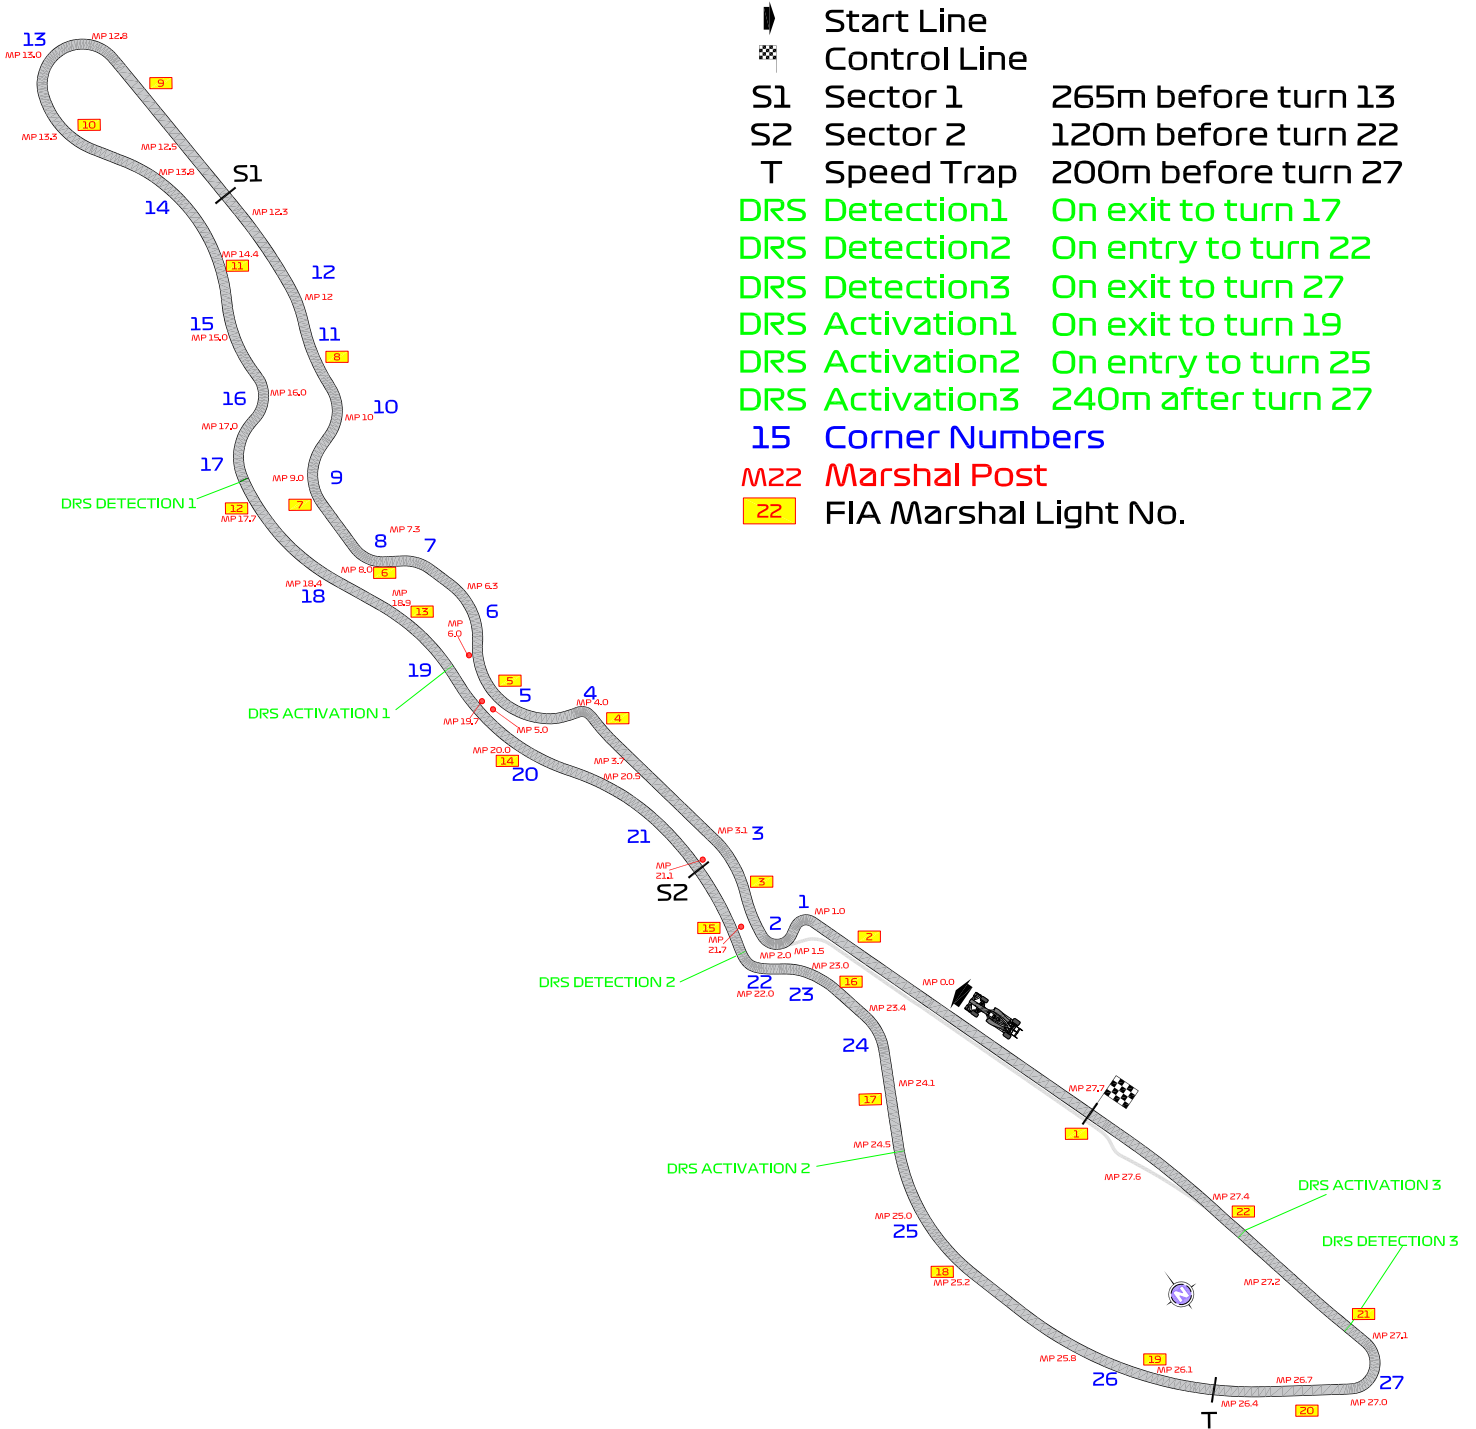 Start Line
Control Line
S1 Sector 1 265m before turn 13
S2 Sector 2 120m before turn 22
T Speed Trap 200m before turn 27
DRS Detection1 On exit to turn 17
DRS Detection2 On entry to turn 22
DRS Detection3 On exit to turn 27
DRS Activation1 On exit to turn 19
DRS Activation2 On entry to turn 25
DRS Activation3 240m after turn 27
15 Corner Numbers
M22 Marshal Post
22 FIA Marshal Light No.
13
MP 12.8
MP 13.0
9
10
MP 13.3
MP 12.5
MP 13.8
S1
14
MP 12.3
MP 14.4
11
12
MP 12
15
MP 15.0
11
8
16
MP 16.0
10
MP 10
MP 17.0
17
MP 9.0
9
DRS DETECTION 1
12
MP 17.7
7
MP 7.3
8
7
MP 8.0
6
MP 18.4
18
MP
18.9
13
MP 6.3
6
MP
6.0
19
5
5
4
MP 4.0
4
DRS ACTIVATION 1
MP 19.7
MP 5.0
MP 20.0
14
20
MP 3.7
MP 20.5
21
MP 3.1
3
MP
21.1
S2
3
1
MP 1.0
2
15
MP
21.7
2
MP 1.5
MP 2.0
MP 23.0
DRS DETECTION 2
22
MP 22.0
23
16
MP 0.0
MP 23.4
24
MP 24.1
17
MP 27.7
1
MP 24.5
DRS ACTIVATION 2
MP 27.6
DRS ACTIVATION 3
MP 27.4
22
MP 25.0
25
DRS DETECTION 3
18
MP 25.2
MP 27.2
N
21
MP 27.1
MP 25.8
19
MP 26.1
26
MP 26.7
27
MP 26.4
20
MP 27.0
T